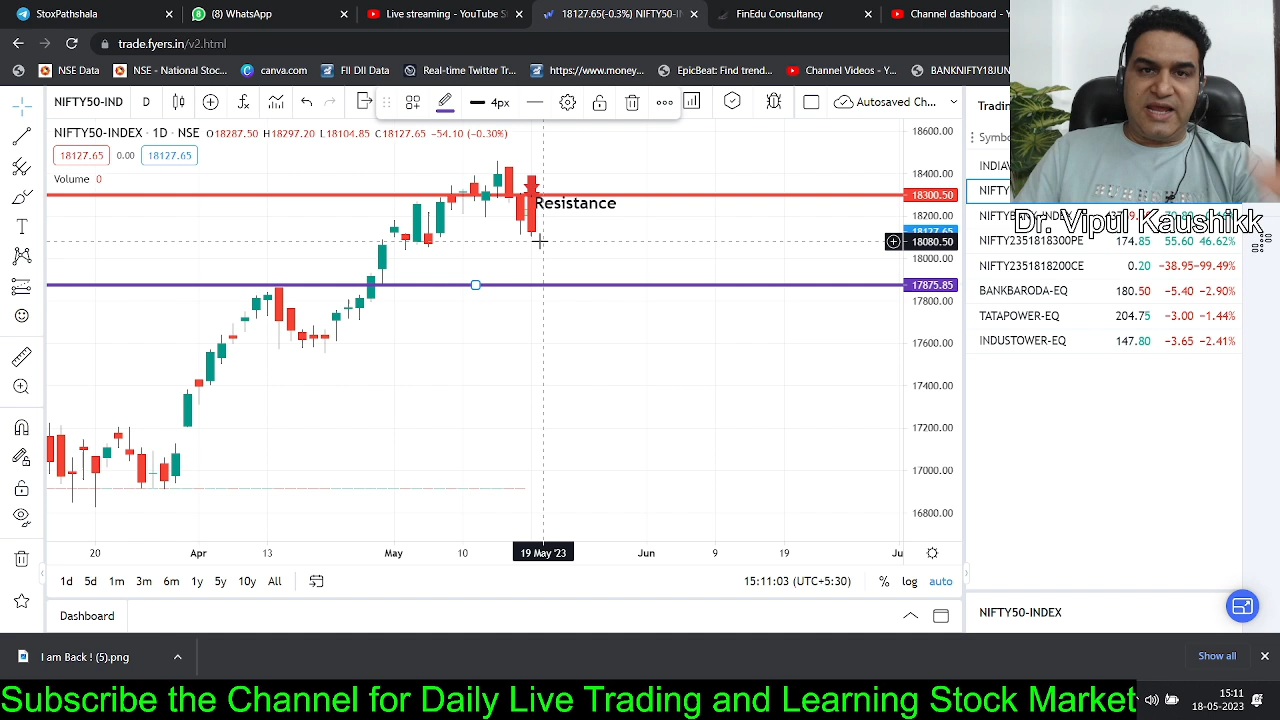 StoxPathshala
(8) WhatsApp
Live streaming - YouTube S
18127.65(-0.3%) NIFTY50-IN
FinEdu Consultancy
Channel dashboard - Y
trade.fyers.in/v2.html
NSE Data
NSE - National Stoc...
canva.com
FII DII Data
Real-time Twitter Tr...
https://www.money...
EpicBeat: Find trend...
Channel Videos - Y...
BANKNIFTY18JUN
NIFTY50-IND
D
4px
Autosaved Ch...
Tradin
NIFTY50-INDEX · 1D · NSE O18287.50 H18297.20 L18104.85 C18127.65 −54.10 (−0.30%)
18127.65 0.00 18127.65
Volume 0
Symbo
INDIAV
NIFTY
Resistance
Dr. Vipul Kaushikk
18600.00
18400.00
18300.50
18200.00
18127.65
18080.50
18000.00
17875.85
17800.00
17600.00
17400.00
17200.00
17000.00
16800.00
NIFTY2351818300PE 174.85 55.60 46.62%
NIFTY2351818200CE 0.20 −38.95 −99.49%
BANKBARODA-EQ 180.50 −5.40 −2.90%
TATAPOWER-EQ 204.75 −3.00 −1.44%
INDUSTOWER-EQ 147.80 −3.65 −2.41%
20 Apr 13 May 10 19 May '23 Jun 9 19 Ju
1d 5d 1m 3m 6m 1y 5y 10y All
15:11:03 (UTC+5:30) % log auto
Dashboard
NIFTY50-INDEX
I am Back ! (5).png
Show all
Subscribe the Channel for Daily Live Trading and Learning Stock Market
15:11
18-05-2023